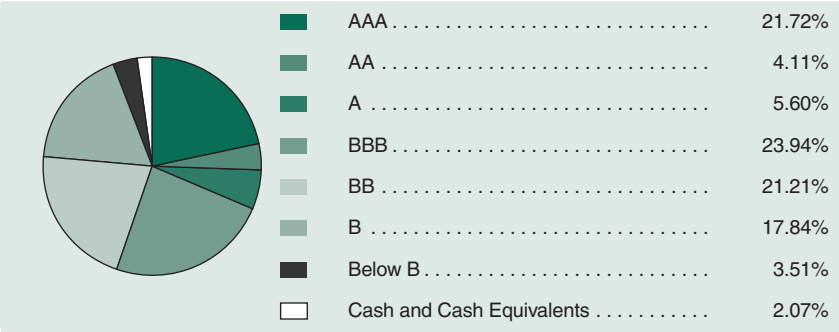 AAA . . . . . . . . . . . . . . . . . . . . . . . . . . . . . . 21.72%
AA . . . . . . . . . . . . . . . . . . . . . . . . . . . . . . . 4.11%
A . . . . . . . . . . . . . . . . . . . . . . . . . . . . . . . . 5.60%
BBB . . . . . . . . . . . . . . . . . . . . . . . . . . . . . . 23.94%
BB . . . . . . . . . . . . . . . . . . . . . . . . . . . . . . . 21.21%
B . . . . . . . . . . . . . . . . . . . . . . . . . . . . . . . . 17.84%
Below B . . . . . . . . . . . . . . . . . . . . . . . . . . . 3.51%
Cash and Cash Equivalents . . . . . . . . . . . 2.07%